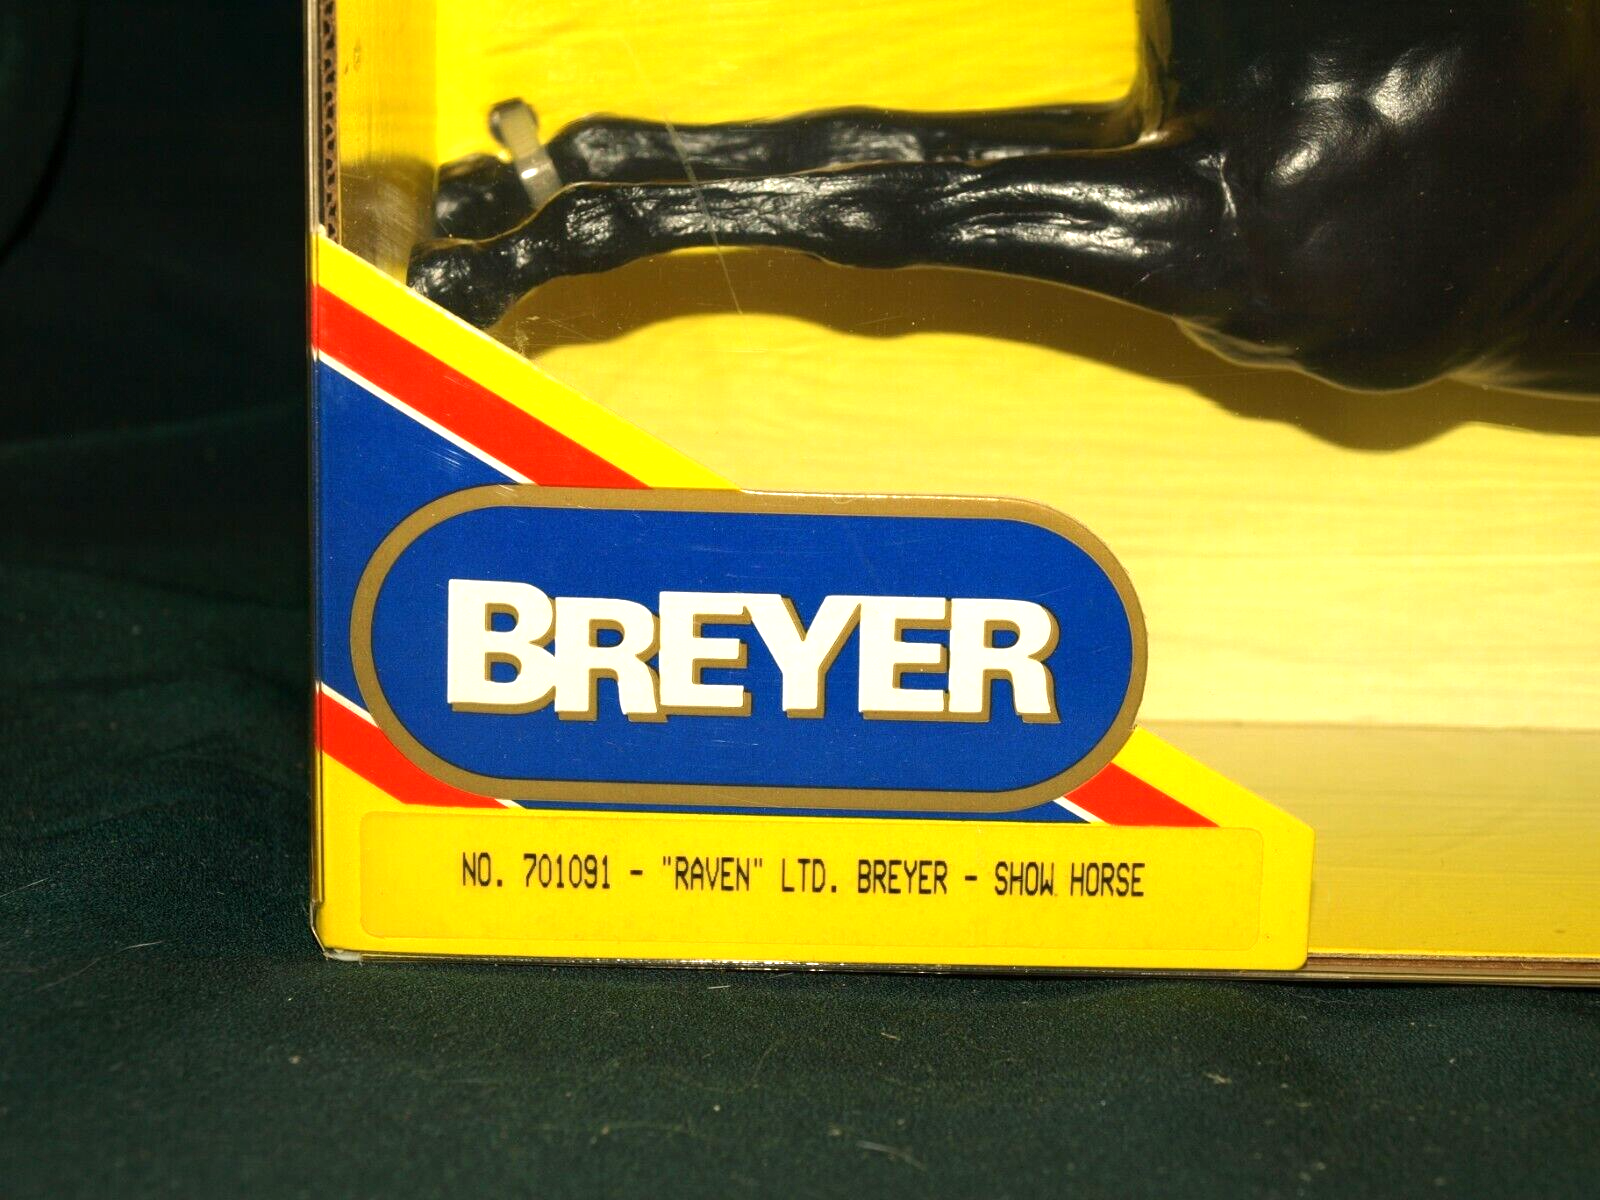 BREYER
NO. 701091 - "RAVEN" LTD. BREYER - SHOW HORSE